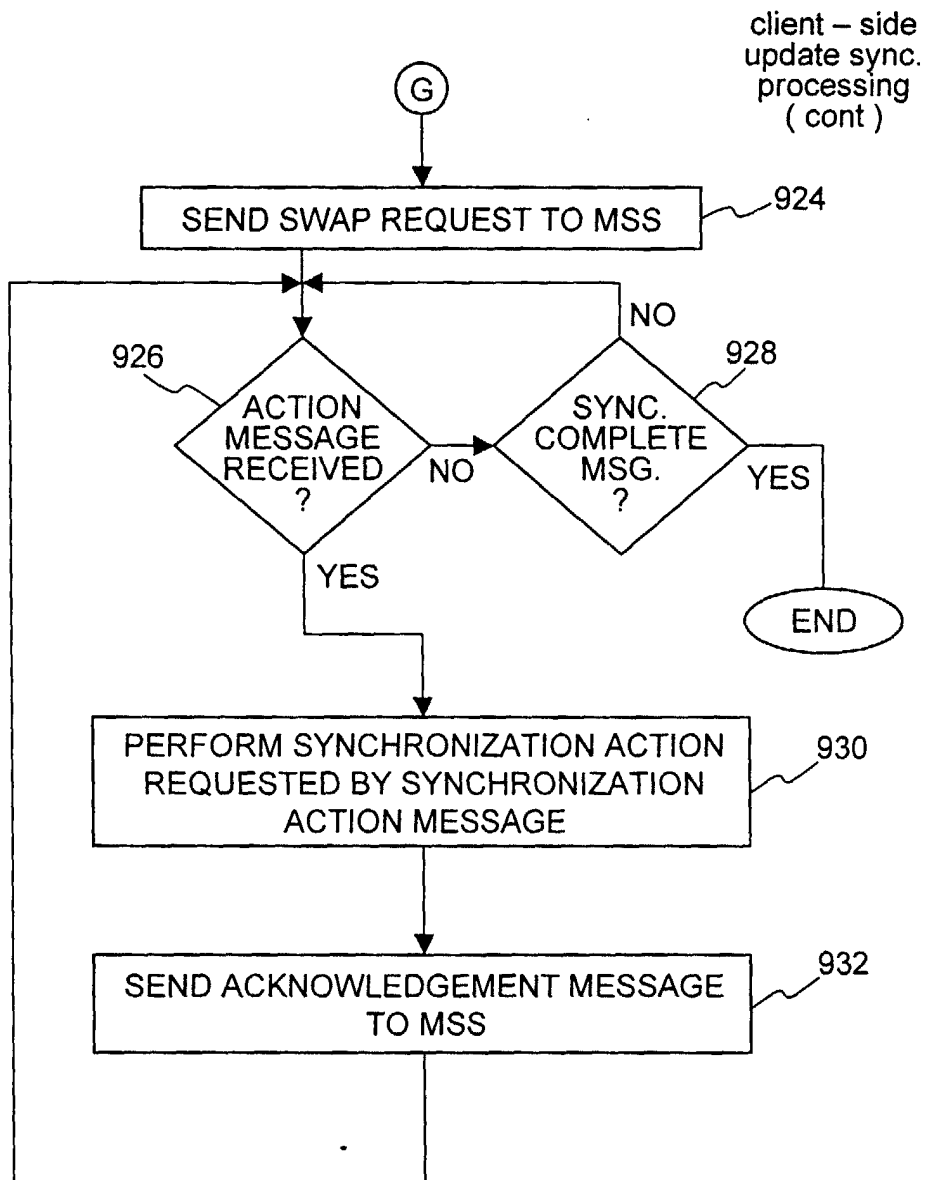 client – side
update sync.
processing
( cont )
G
SEND SWAP REQUEST TO MSS
924
926
ACTION
MESSAGE
RECEIVED
?
NO
YES
928
SYNC.
COMPLETE
MSG.
?
NO
YES
END
PERFORM SYNCHRONIZATION ACTION
REQUESTED BY SYNCHRONIZATION
ACTION MESSAGE
930
SEND ACKNOWLEDGEMENT MESSAGE
TO MSS
932